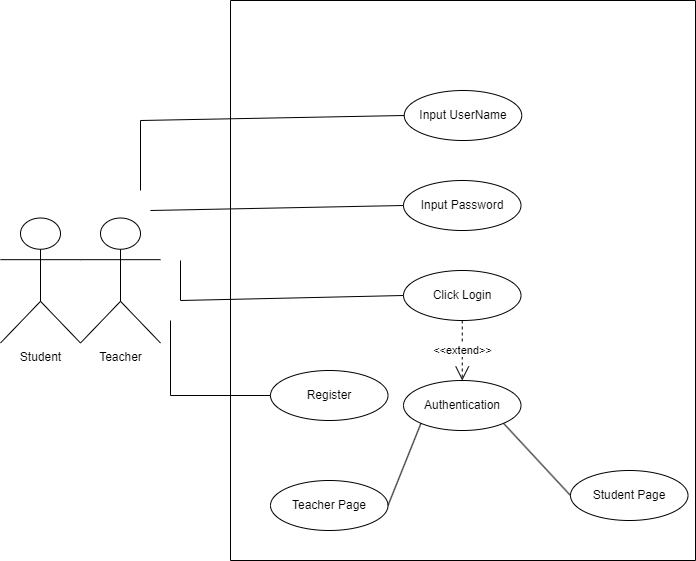 Input UserName
Input Password
Click Login
<<extend>>
Student
Teacher
Register
Authentication
Teacher Page
Student Page